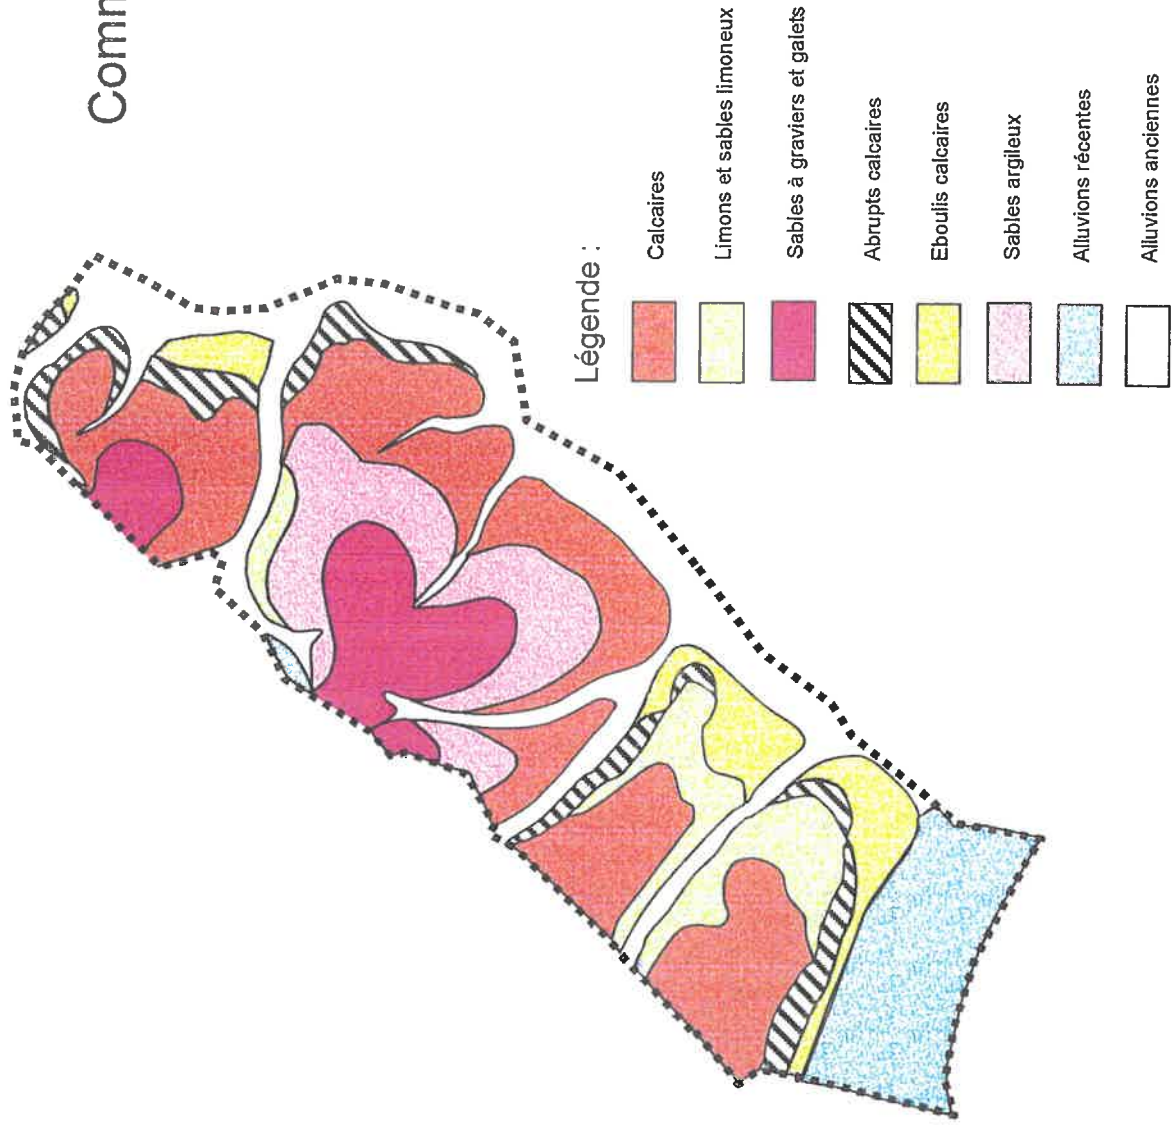 Légende :
Calcaires
Limons et sables limoneux
Sables à graviers et galets
Abrupts calcaires
Eboulis calcaires
Sables argileux
Alluvions récentes
Alluvions anciennes